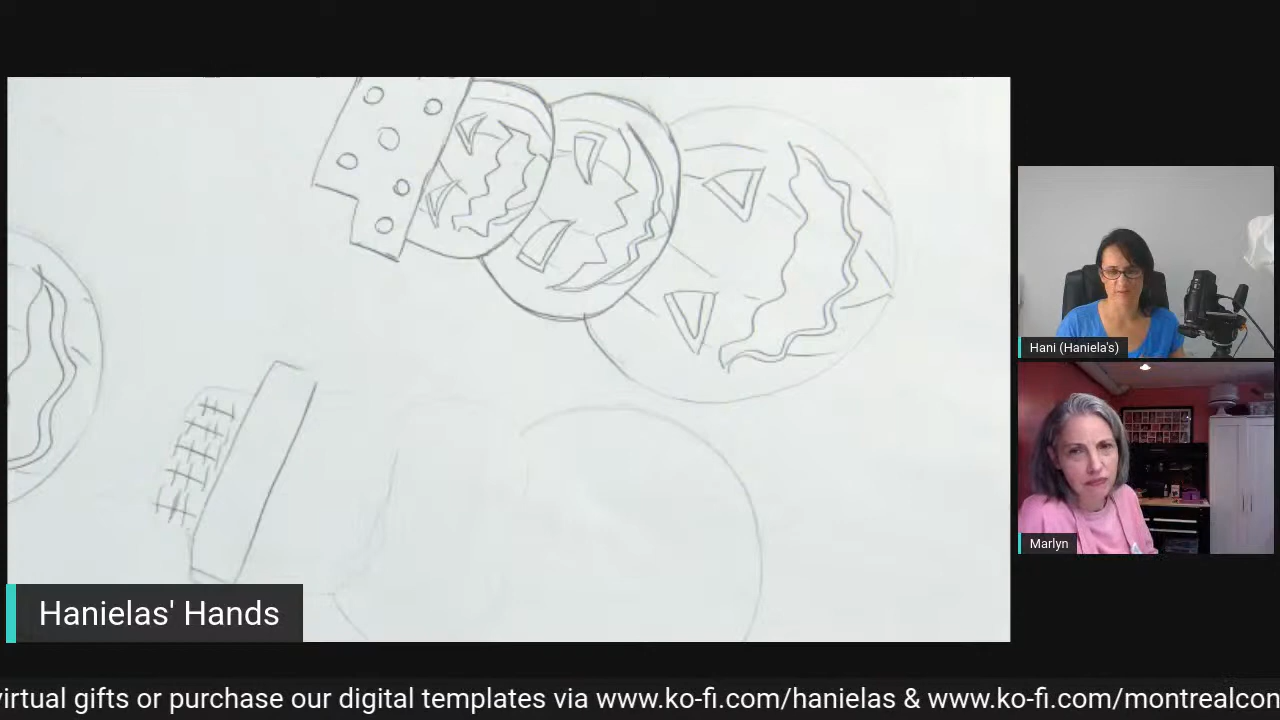 Hani (Haniela's)
Marlyn
Hanielas' Hands
virtual gifts or purchase our digital templates via www.ko-fi.com/hanielas & www.ko-fi.com/montrealcon